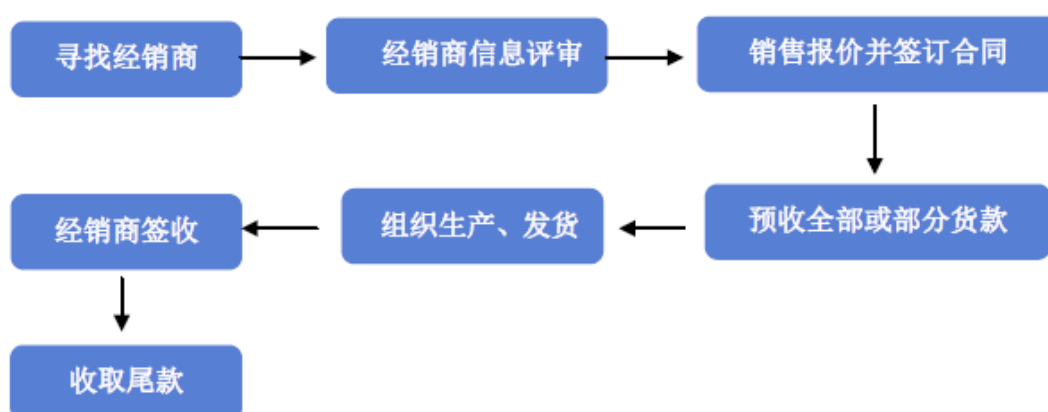 寻找经销商
经销商信息评审
销售报价并签订合同
预收全部或部分货款
组织生产、发货
经销商签收
收取尾款